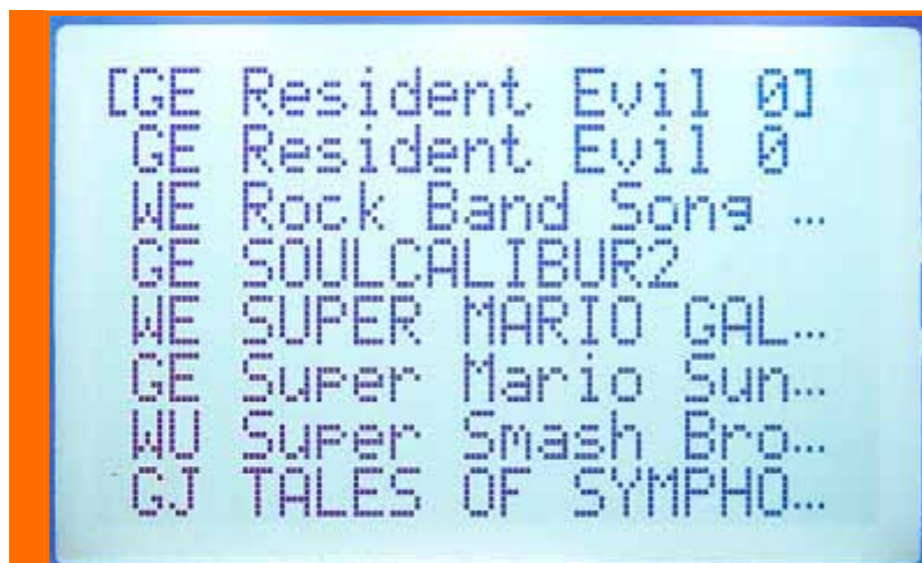 [GE Resident Evil 0]
GE Resident Evil 0
WE Rock Band Song ...
GE SOULCALIBUR2
WE SUPER MARIO GAL...
GE Super Mario Sun...
WU Super Smash Bro...
GJ TALES OF SYMPHO...